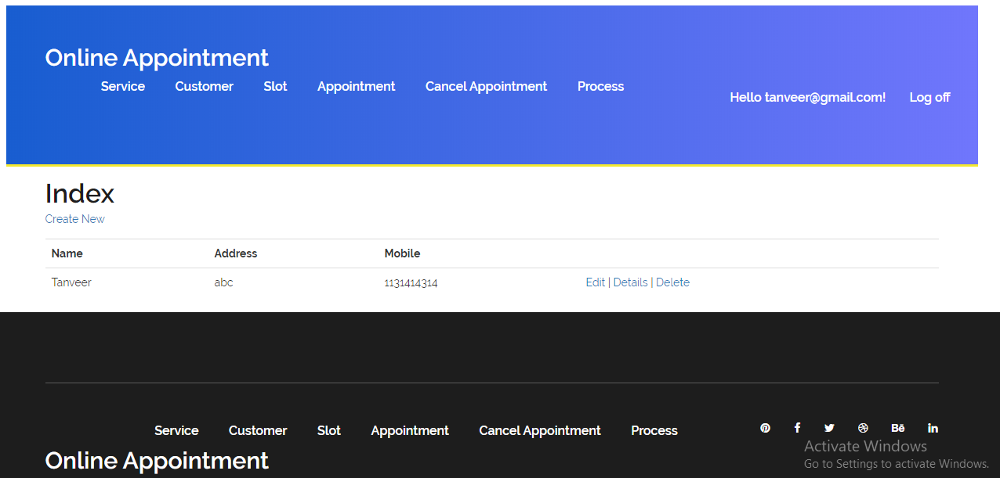 Online Appointment
Service Customer Slot Appointment Cancel Appointment Process
Hello tanveer@gmail.com! Log off
Index
Create New
Name Address Mobile
Tanveer abc 1131414314 Edit | Details | Delete
Service Customer Slot Appointment Cancel Appointment Process
Bē in
Activate Windows
Go to Settings to activate Windows.
Online Appointment